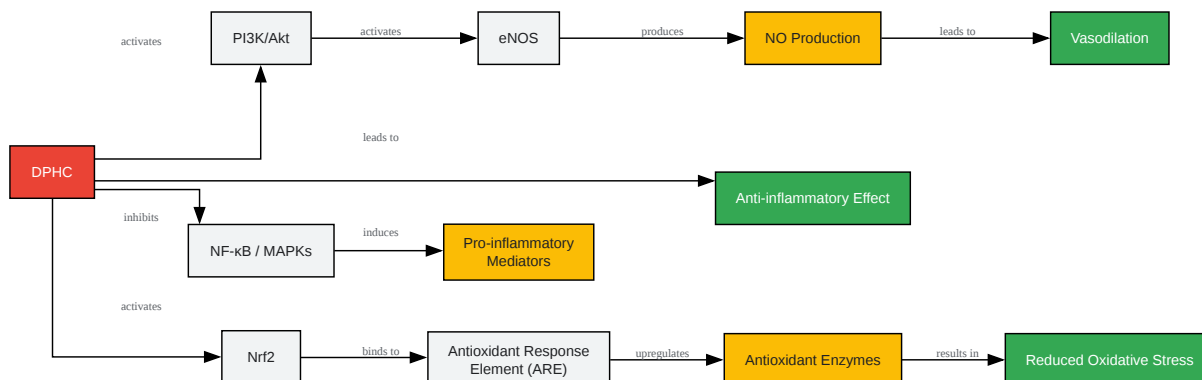 activates
PI3K/Akt
activates
eNOS
produces
NO Production
leads to
Vasodilation
leads to
DPHC
Anti-inflammatory Effect
inhibits
NF-κB / MAPKs
induces
Pro-inflammatory
Mediators
activates
Nrf2
binds to
Antioxidant Response
Element (ARE)
upregulates
Antioxidant Enzymes
results in
Reduced Oxidative Stress